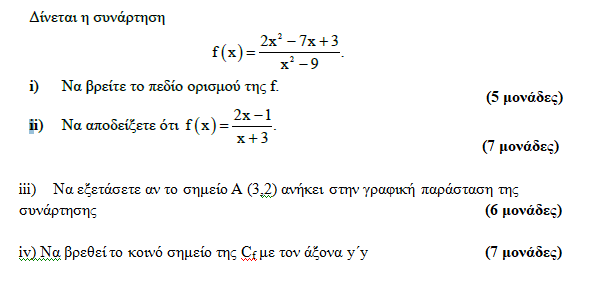 Δίνεται η συνάρτηση
f(x) = (2x² − 7x + 3)/(x² − 9).
i) Να βρείτε το πεδίο ορισμού της f.
(5 μονάδες)
ii) Να αποδείξετε ότι f(x) = (2x − 1)/(x + 3).
(7 μονάδες)
iii) Να εξετάσετε αν το σημείο A (3,2) ανήκει στην γραφική παράσταση της
συνάρτησης (6 μονάδες)
iv) Να βρεθεί το κοινό σημείο της Cf με τον άξονα y΄y (7 μονάδες)